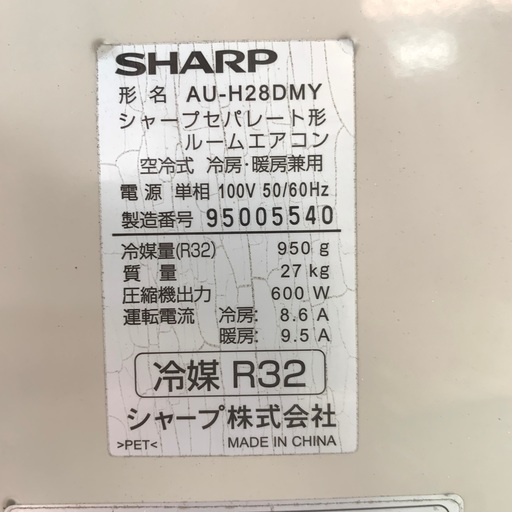 SHARP
形 名 AU-H28DMY
シャープセパレート形
ルームエアコン
空冷式 冷房・暖房兼用
電 源 単相 100V 50/60Hz
製造番号 95005540
冷媒量(R32) 950 g
質 量 27 kg
圧縮機出力 600 W
運転電流 冷房: 8.6 A
暖房: 9.5 A
冷媒 R32
シャープ株式会社
>PET< MADE IN CHINA